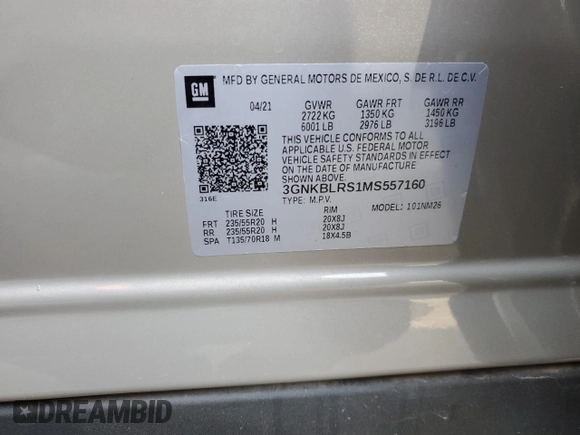 GM
MFD BY GENERAL MOTORS DE MEXICO, S. DE R.L. DE C.V.
04/21 GVWR GAWR FRT GAWR RR
2722 KG 1350 KG 1450 KG
6001 LB 2976 LB 3196 LB
THIS VEHICLE CONFORMS TO ALL
APPLICABLE U.S. FEDERAL MOTOR
VEHICLE SAFETY STANDARDS IN EFFECT
ON THE DATE OF MANUFACTURE
SHOWN ABOVE.
3GNKBLRS1MS557160
316E TYPE: M.P.V. MODEL: 101NM26
TIRE SIZE RIM
FRT 235/55R20 H 20X8J
RR 235/55R20 H 20X8J
SPA T135/70R18 M 18X4.5B
DREAMBID